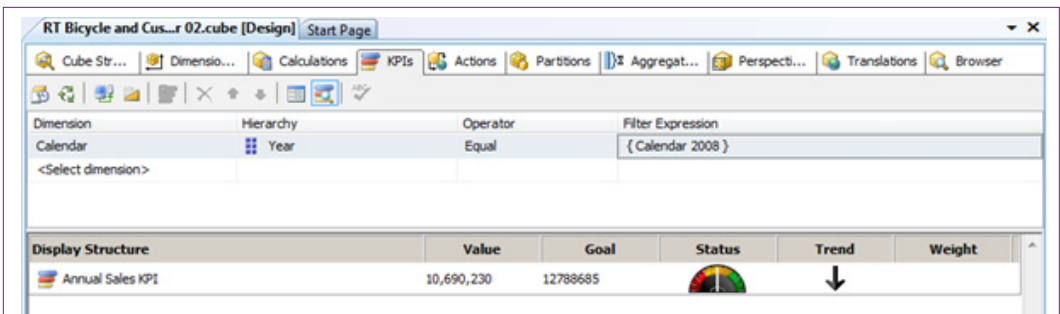 RT Bicycle and Cus...r 02.cube [Design] Start Page
Cube Str... Dimensio... Calculations KPIs Actions Partitions Aggregat... Perspecti... Translations Browser
Dimension Hierarchy Operator Filter Expression
Calendar Year Equal { Calendar 2008 }
<Select dimension>
Display Structure Value Goal Status Trend Weight
Annual Sales KPI 10,690,230 12788685